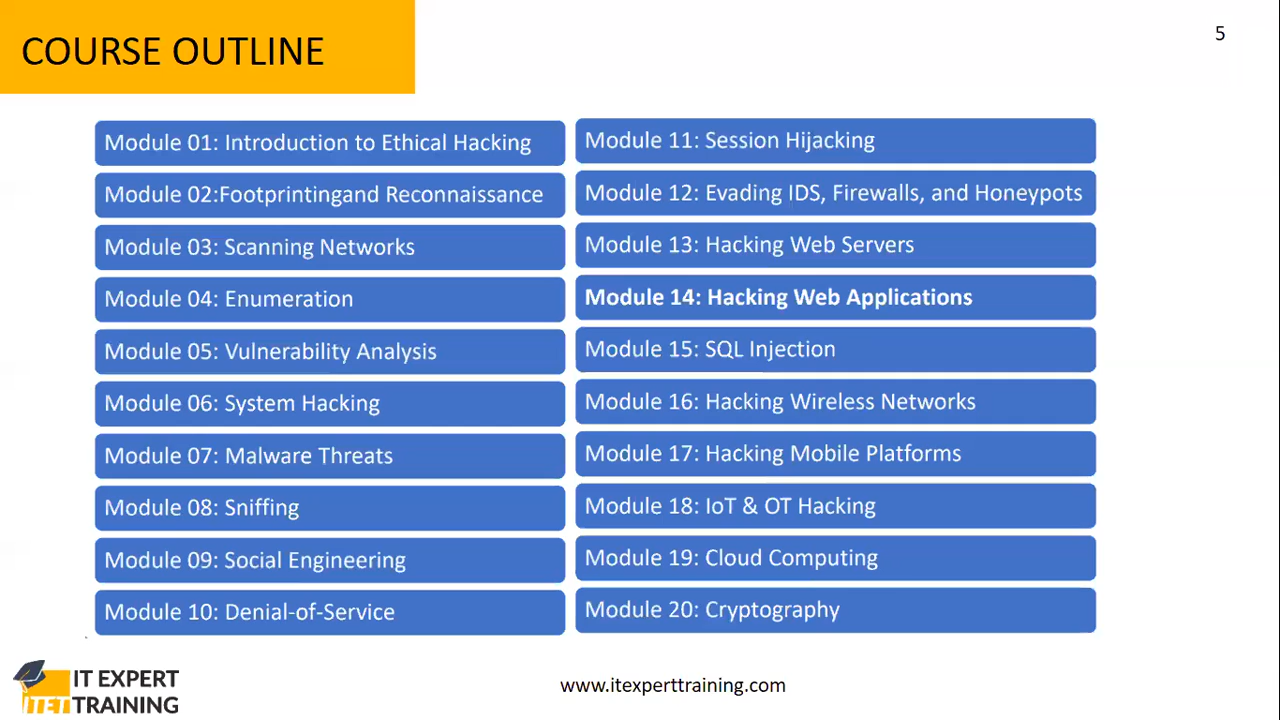 COURSE OUTLINE
5
Module 01: Introduction to Ethical Hacking
Module 02:Footprintingand Reconnaissance
Module 03: Scanning Networks
Module 04: Enumeration
Module 05: Vulnerability Analysis
Module 06: System Hacking
Module 07: Malware Threats
Module 08: Sniffing
Module 09: Social Engineering
Module 10: Denial-of-Service
Module 11: Session Hijacking
Module 12: Evading IDS, Firewalls, and Honeypots
Module 13: Hacking Web Servers
Module 14: Hacking Web Applications
Module 15: SQL Injection
Module 16: Hacking Wireless Networks
Module 17: Hacking Mobile Platforms
Module 18: IoT & OT Hacking
Module 19: Cloud Computing
Module 20: Cryptography
IT EXPERT
ITET TRAINING
www.itexperttraining.com